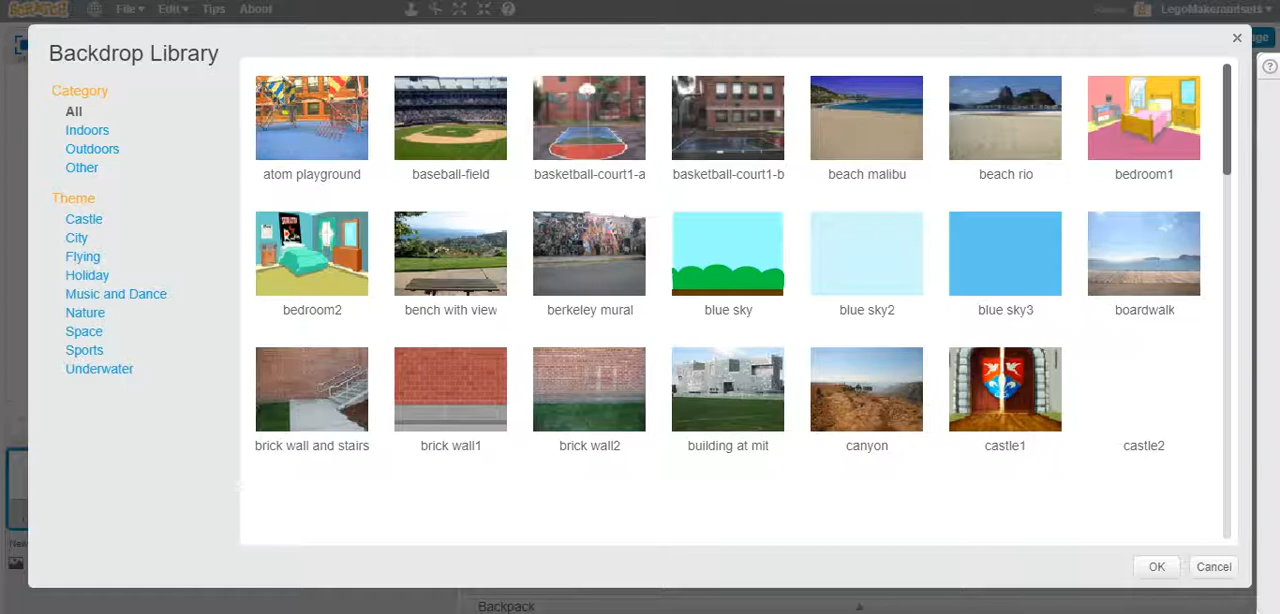 SCRATCH File Edit Tips About LegoMakerandsets
Backdrop Library
Category
All
Indoors
Outdoors
Other
Theme
Castle
City
Flying
Holiday
Music and Dance
Nature
Space
Sports
Underwater
atom playground baseball-field basketball-court1-a basketball-court1-b beach malibu beach rio bedroom1
bedroom2 bench with view berkeley mural blue sky blue sky2 blue sky3 boardwalk
brick wall and stairs brick wall1 brick wall2 building at mit canyon castle1 castle2
OK Cancel
Backpack